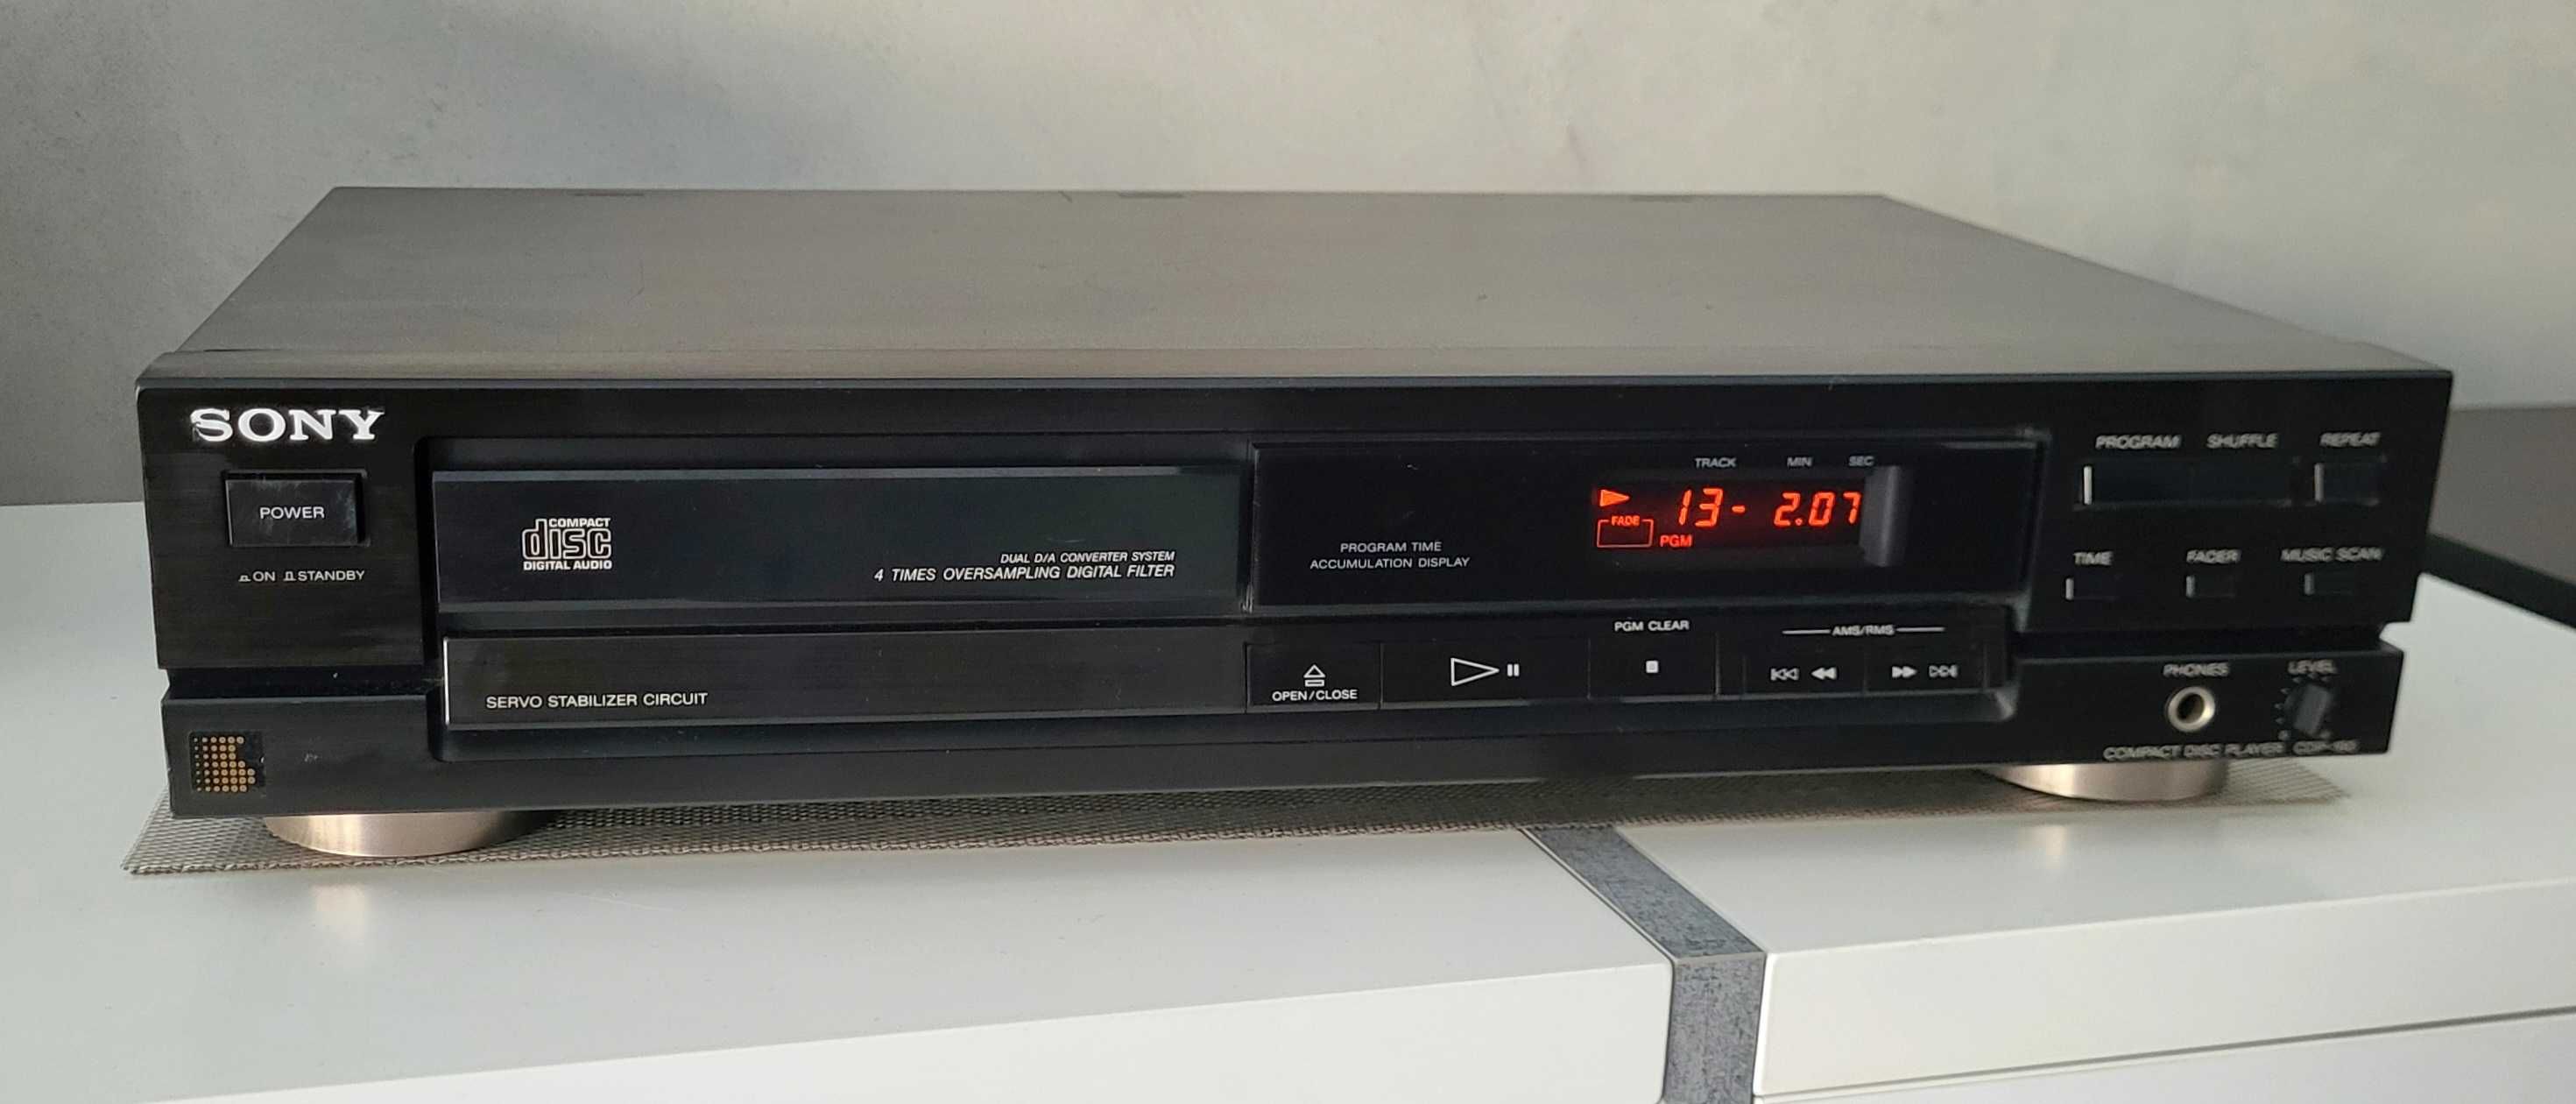 SONY
POWER
ON STANDBY
COMPACT
disc
DIGITAL AUDIO
DUAL D/A CONVERTER SYSTEM
4 TIMES OVERSAMPLING DIGITAL FILTER
SERVO STABILIZER CIRCUIT
PROGRAM TIME
ACCUMULATION DISPLAY
TRACK MIN SEC
13- 2.07
FADE
PGM
OPEN/CLOSE
PGM CLEAR
AMS/RMS
PROGRAM SHUFFLE REPEAT
TIME FADER MUSIC SCAN
PHONES LEVEL
COMPACT DISC PLAYER